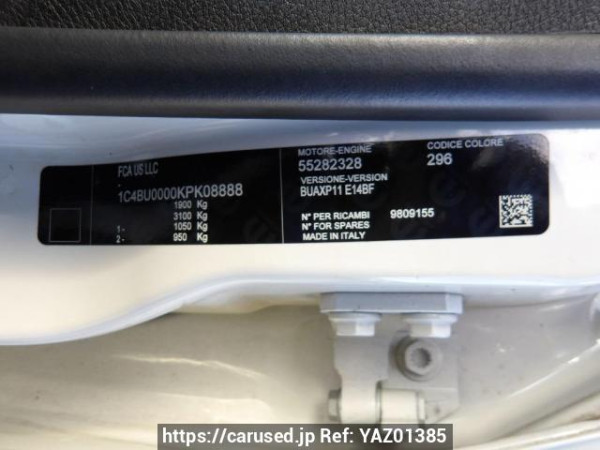 FCA US LLC
1C4BU0000KPK08888
1900 Kg
3100 Kg
1 - 1050 Kg
2 - 950 Kg
MOTORE-ENGINE
55282328
VERSIONE-VERSION
BUAXP11 E14BF
CODICE COLORE
296
N° PER RICAMBI 9809155
N° FOR SPARES
MADE IN ITALY
https://carused.jp Ref: YAZ01385